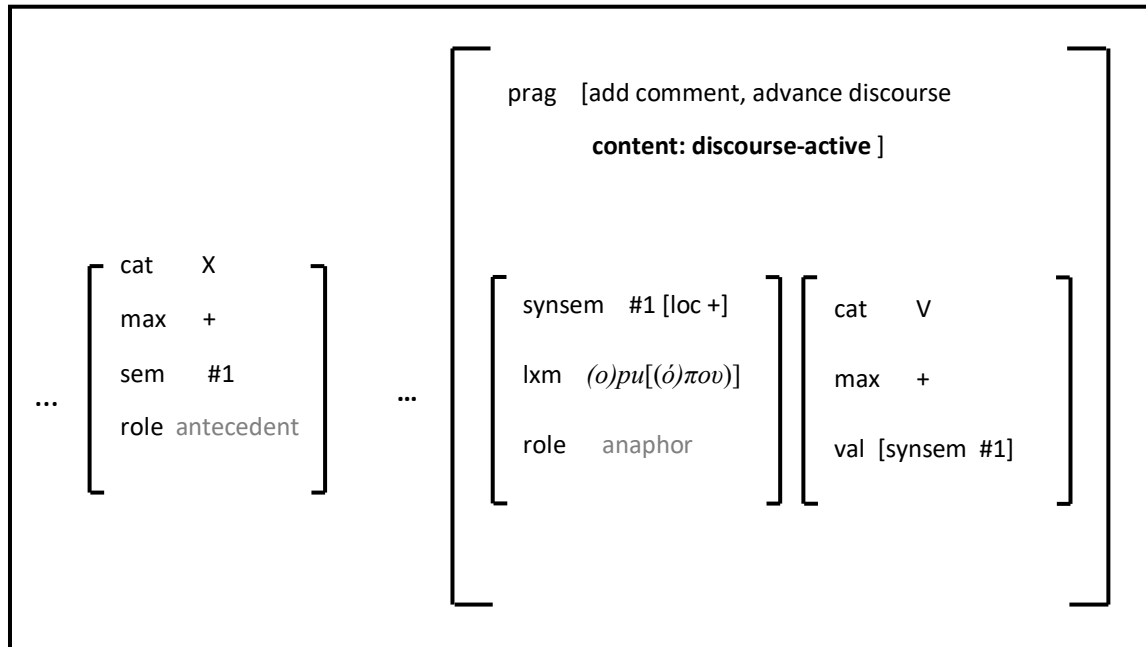 prag [add comment, advance discourse
content: discourse-active ]
... cat X
max +
sem #1
role antecedent
... synsem #1 [loc +]
lxm (o)pu[(ó)που)]
role anaphor
cat V
max +
val [synsem #1]